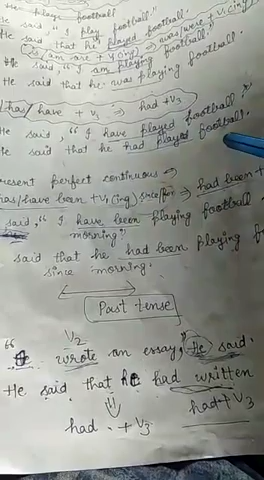 He plays football
said, "I play football."
He said that he played football.
is/am/are + V1(ing) => was/were + V1(ing)
He said, "I am playing football."
He said that he was playing football.
has/have + V3 => had + V3
He said, "I have played football."
He said that he had played football.
present perfect continuous =>
has/have been + V1(ing) since/for => had been +
said, "I have been playing football
morning."
said that he had been playing
since morning.
Past tense
V2
wrote an essay," He said.
He said that he had written
had + V3
had + V3